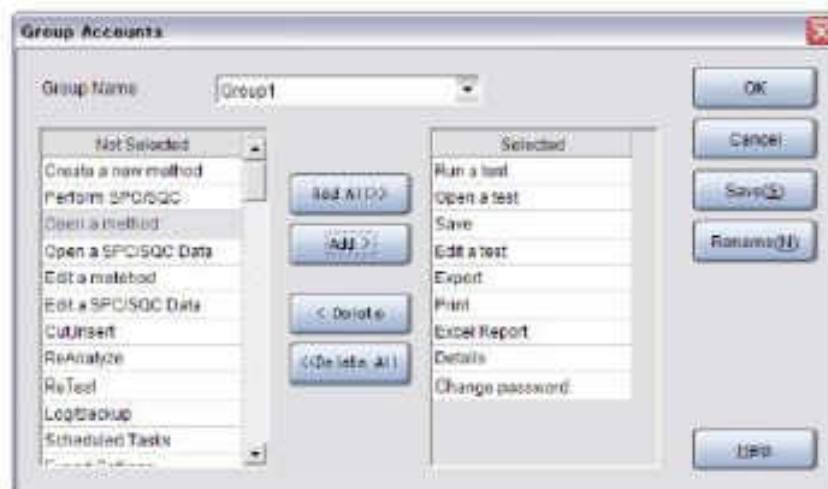 Group Accounts
Group Name
Group1
OK
Cancel
Save(S)
Rename(N)
Help
Not Selected
Create a new method
Perform SPC/SQC
Open a method
Open a SPC/SQC Data
Edit a matehod
Edit a SPC/SQC Data
Cut/Insert
ReAnalyze
ReTest
Log/Backup
Scheduled Tasks
Add All>>
Add >
< Delete
<<Delete All
Selected
Run a test
Open a test
Save
Edit a test
Export
Print
Excel Report
Details
Change password